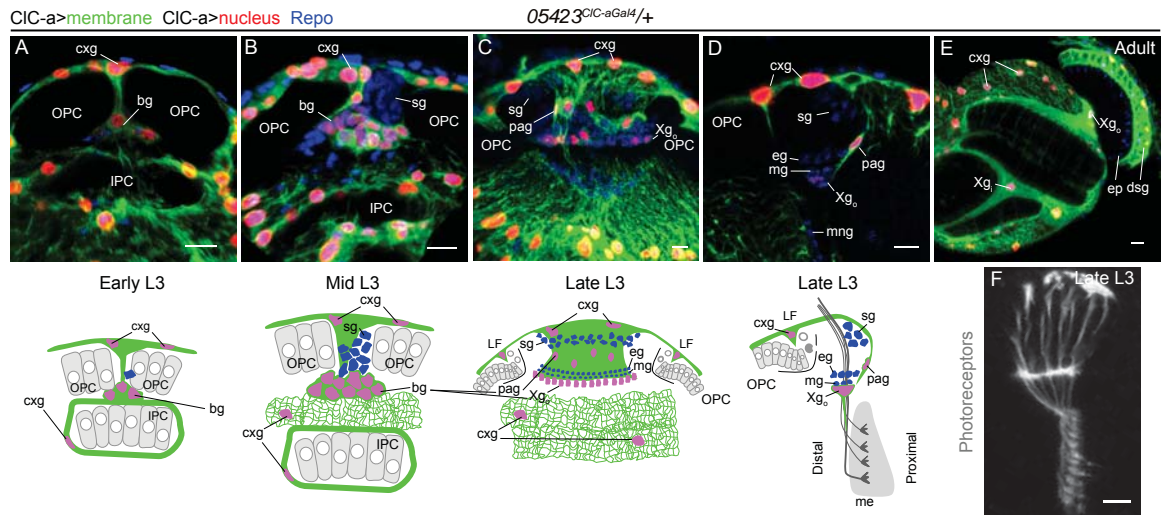 ClC-a>membrane ClC-a>nucleus Repo 05423ClC-aGal4/+
A cxg OPC OPC bg IPC
B cxg sg bg OPC OPC IPC
C cxg sg pag OPC Xgo OPC
D cxg OPC sg eg mg pag Xgo mng
E Adult cxg Xgo Xgi ep dsg
Early L3
cxg
OPC OPC
cxg IPC bg
Mid L3
cxg
sg
OPC OPC
bg
cxg
IPC
Late L3
cxg
LF sg LF
eg
mg
pag OPC
Xgo
cxg
Late L3
LF sg
cxg
eg
OPC
mg pag
Xgo
Distal Proximal
me
F Late L3
Photoreceptors